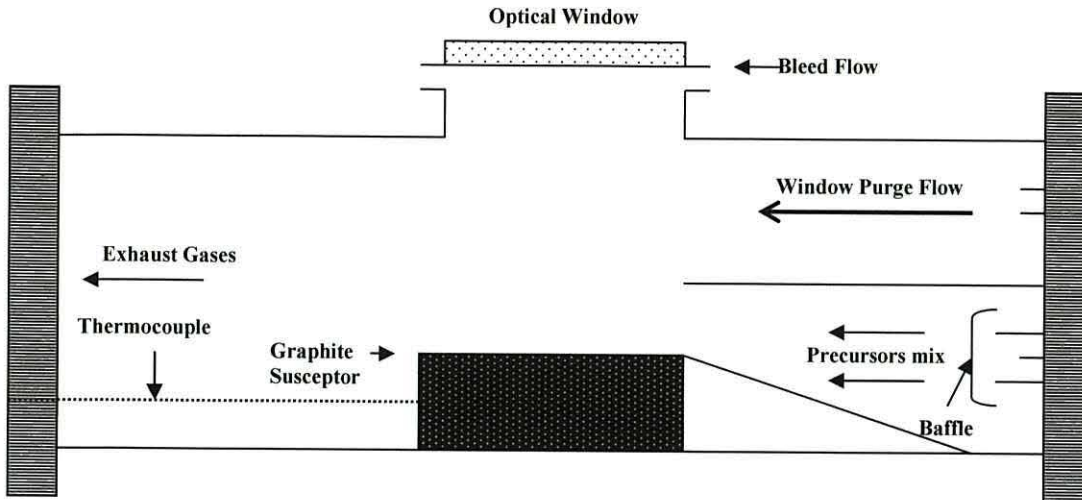 Optical Window
Bleed Flow
Window Purge Flow
Exhaust Gases
Thermocouple
Graphite
Susceptor
Precursors mix
Baffle